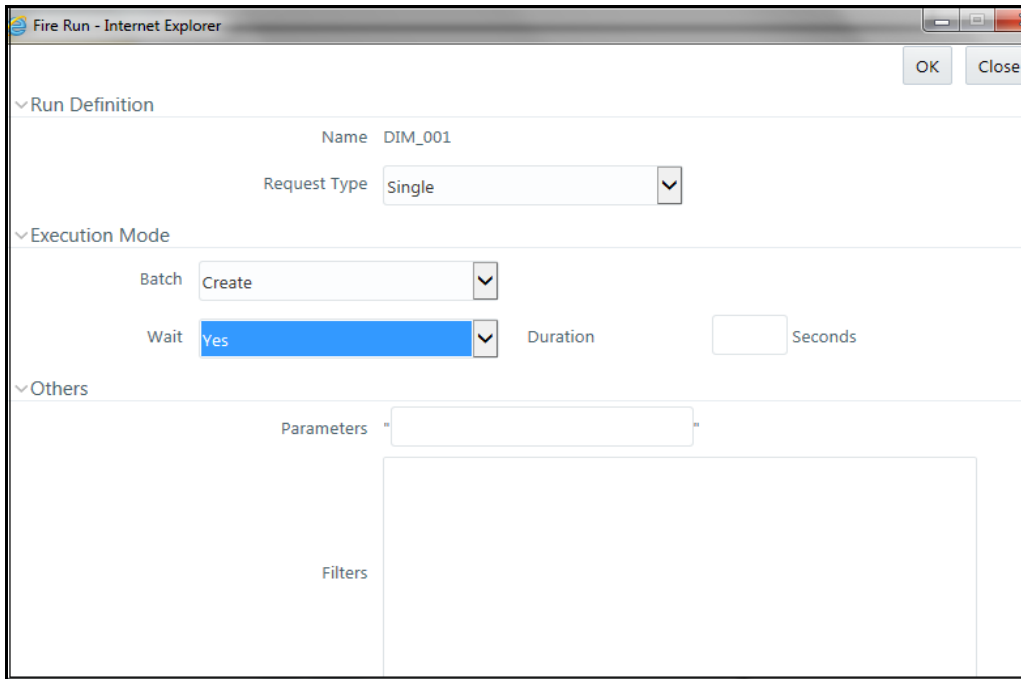 Fire Run - Internet Explorer
OK Close
Run Definition
Name DIM_001
Request Type Single
Execution Mode
Batch Create
Wait Yes Duration Seconds
Others
Parameters " "
Filters